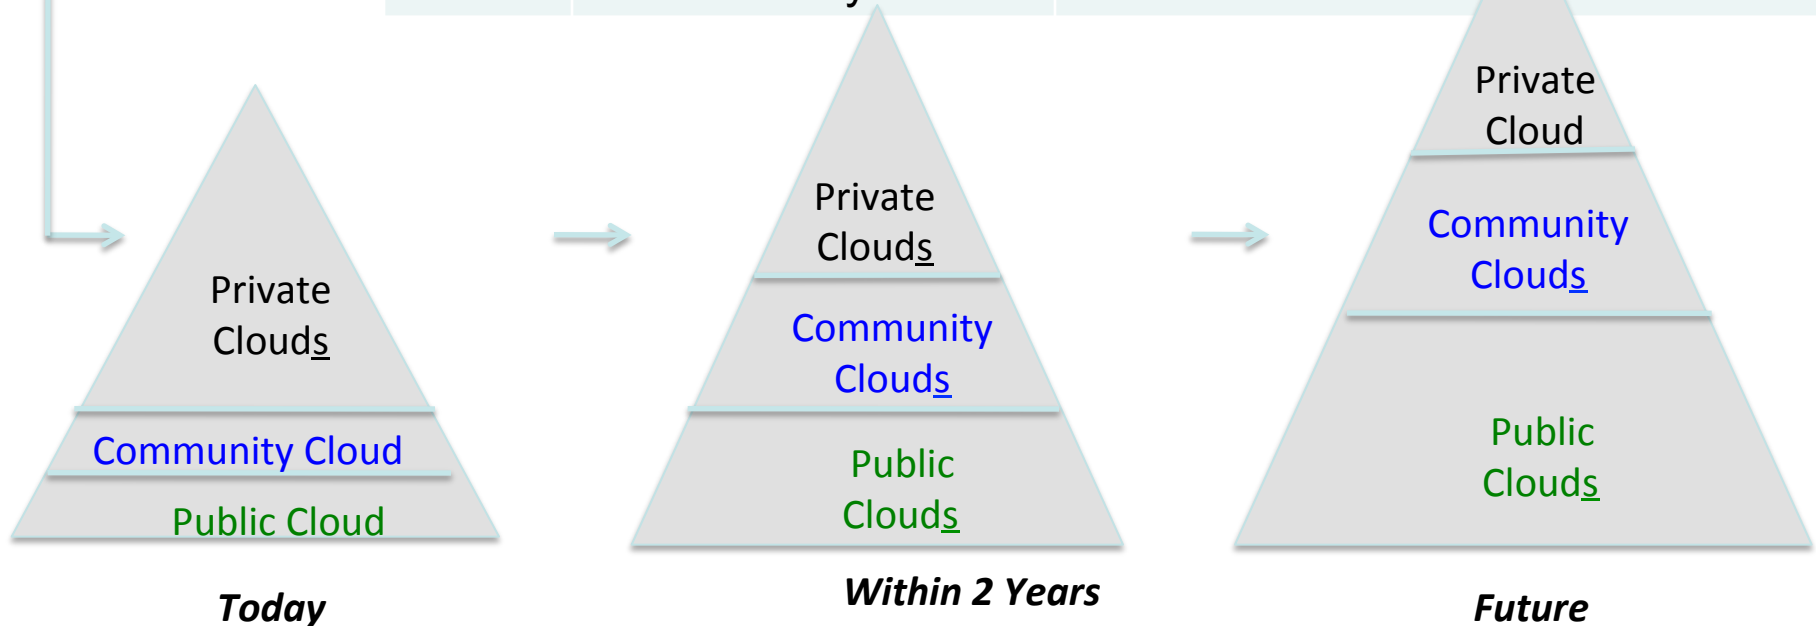 Private
Clouds
Community Cloud
Public Cloud
Today
Private
Clouds
Community
Clouds
Public
Clouds
Within 2 Years
Private
Cloud
Community
Clouds
Public
Clouds
Future